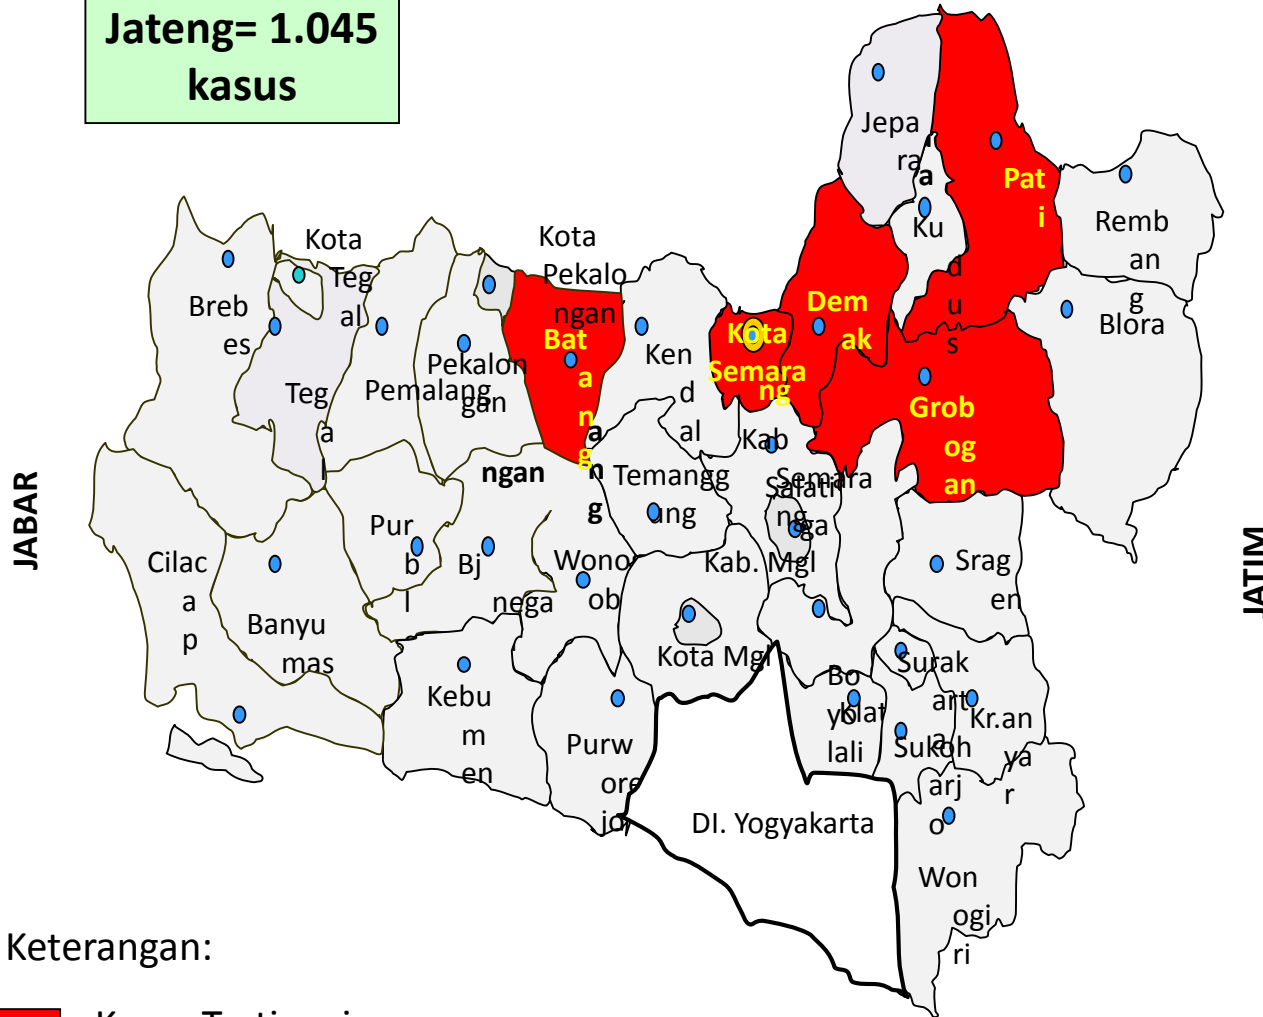 Jateng= 1.045
kasus
Jepa
ra
a
Pat
i
Ku
d
u
s
Remb
an
g
Blora
Kota
Teg
al
Kota
Pekalo
ngan
Breb
es
Teg
a
l
Pemalang
Pekalon
gan
ngan
Bat
a
n
g
a
n
g
Ken
d
al
Kota
Semara
ng
Dem
ak
Grob
og
an
Kab
Semara
ng
Salati
ga
Temangg
ung
JABAR
JATIM
Cilac
a
p
Banyu
mas
Pur
b
l
Bj
nega
Wono
ob
Kab. Mgl
Kota Mgl
Srag
en
Kebu
m
en
Purw
ore
jo
Bo
yo
lali
Klat
Surak
art
a
Kr.an
ya
r
Sukoh
arj
o
DI. Yogyakarta
Won
ogi
ri
Keterangan: